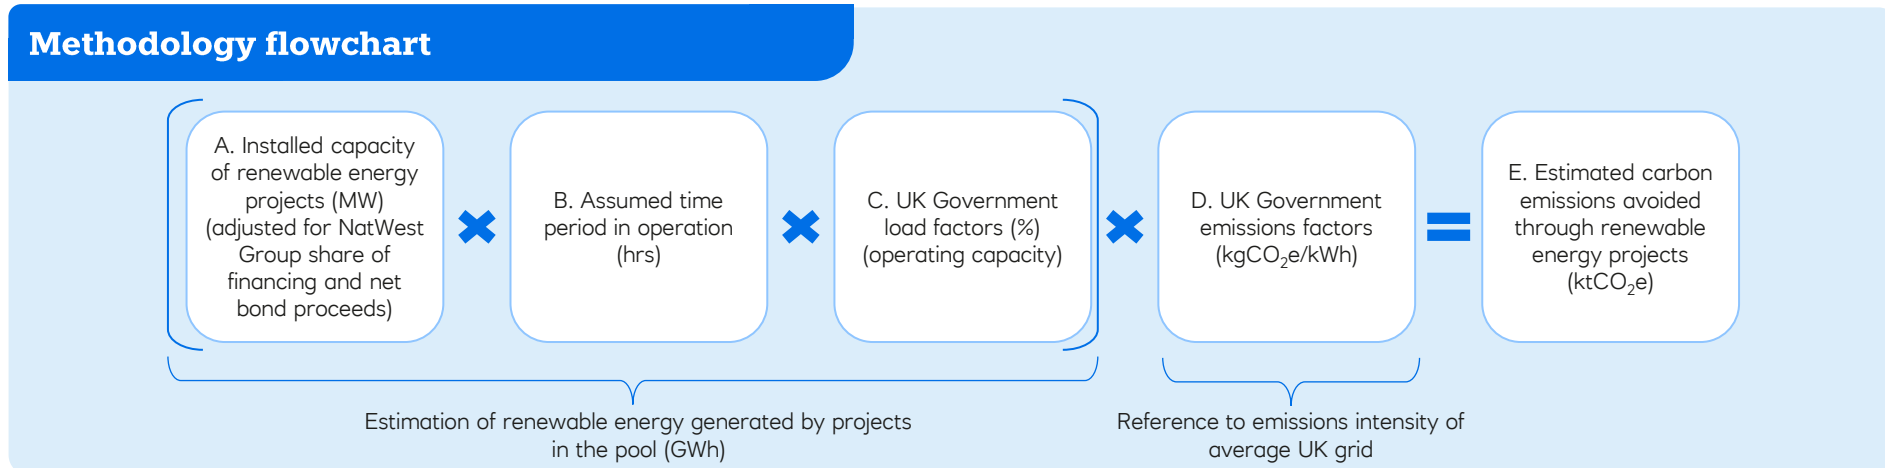 Methodology flowchart
A. Installed capacity
of renewable energy
projects (MW)
(adjusted for NatWest
Group share of
financing and net
bond proceeds)
B. Assumed time
period in operation
(hrs)
C. UK Government
load factors (%)
(operating capacity)
D. UK Government
emissions factors
(kgCO₂e/kWh)
E. Estimated carbon
emissions avoided
through renewable
energy projects
(ktCO₂e)
Estimation of renewable energy generated by projects
in the pool (GWh)
Reference to emissions intensity of
average UK grid